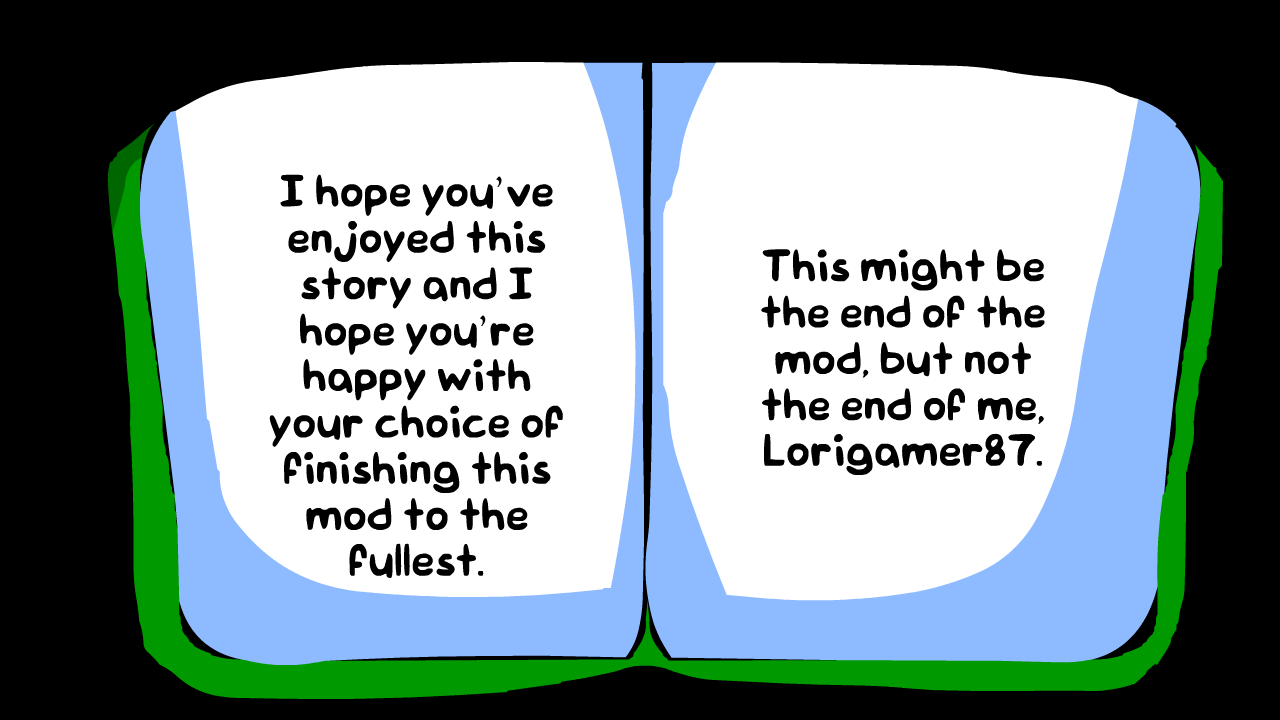 I hope you've
enjoyed this
story and I
hope you're
happy with
your choice of
finishing this
mod to the
fullest.
This might be
the end of the
mod, but not
the end of me,
Lorigamer87.